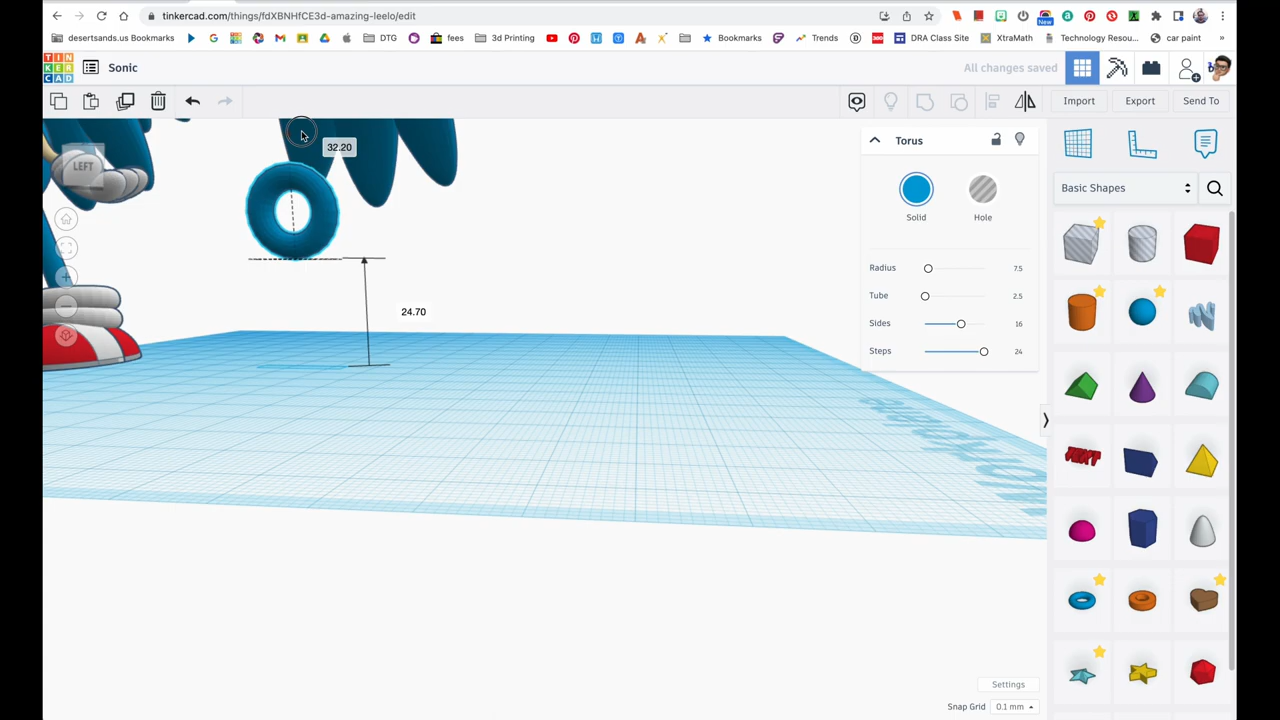 tinkercad.com/things/fdXBNHfCE3d-amazing-leelo/edit
New
desertsands.us Bookmarks
DTG
fees
3d Printing
Bookmarks
Trends
DRA Class Site
XtraMath
Technology Resou...
car paint
»
TIN
KER
CAD
Sonic
All changes saved
Import
Export
Send To
LEFT
32.20
24.70
Torus
Solid
Hole
Radius 7.5
Tube 2.5
Sides 16
Steps 24
Basic Shapes
TEXT
Settings
Snap Grid 0.1 mm